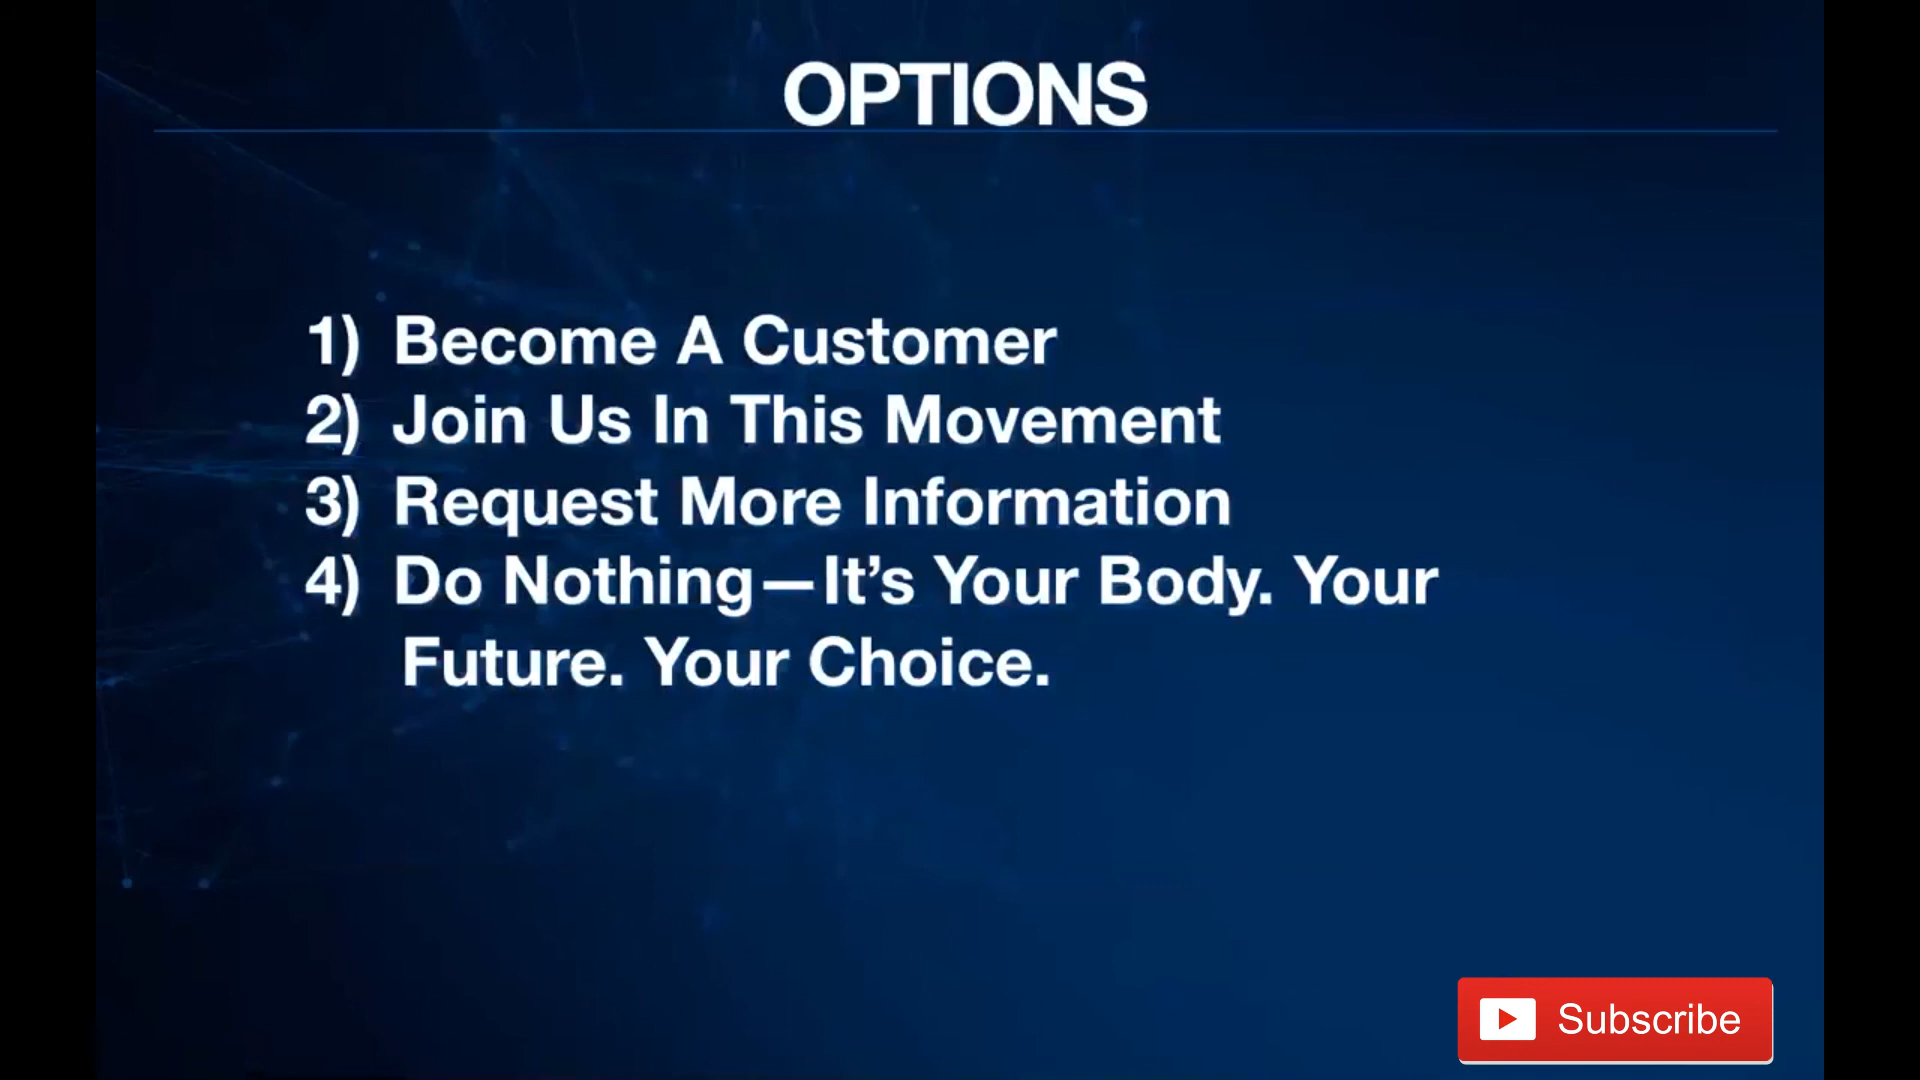 OPTIONS
1) Become A Customer
2) Join Us In This Movement
3) Request More Information
4) Do Nothing—It’s Your Body. Your
Future. Your Choice.
Subscribe